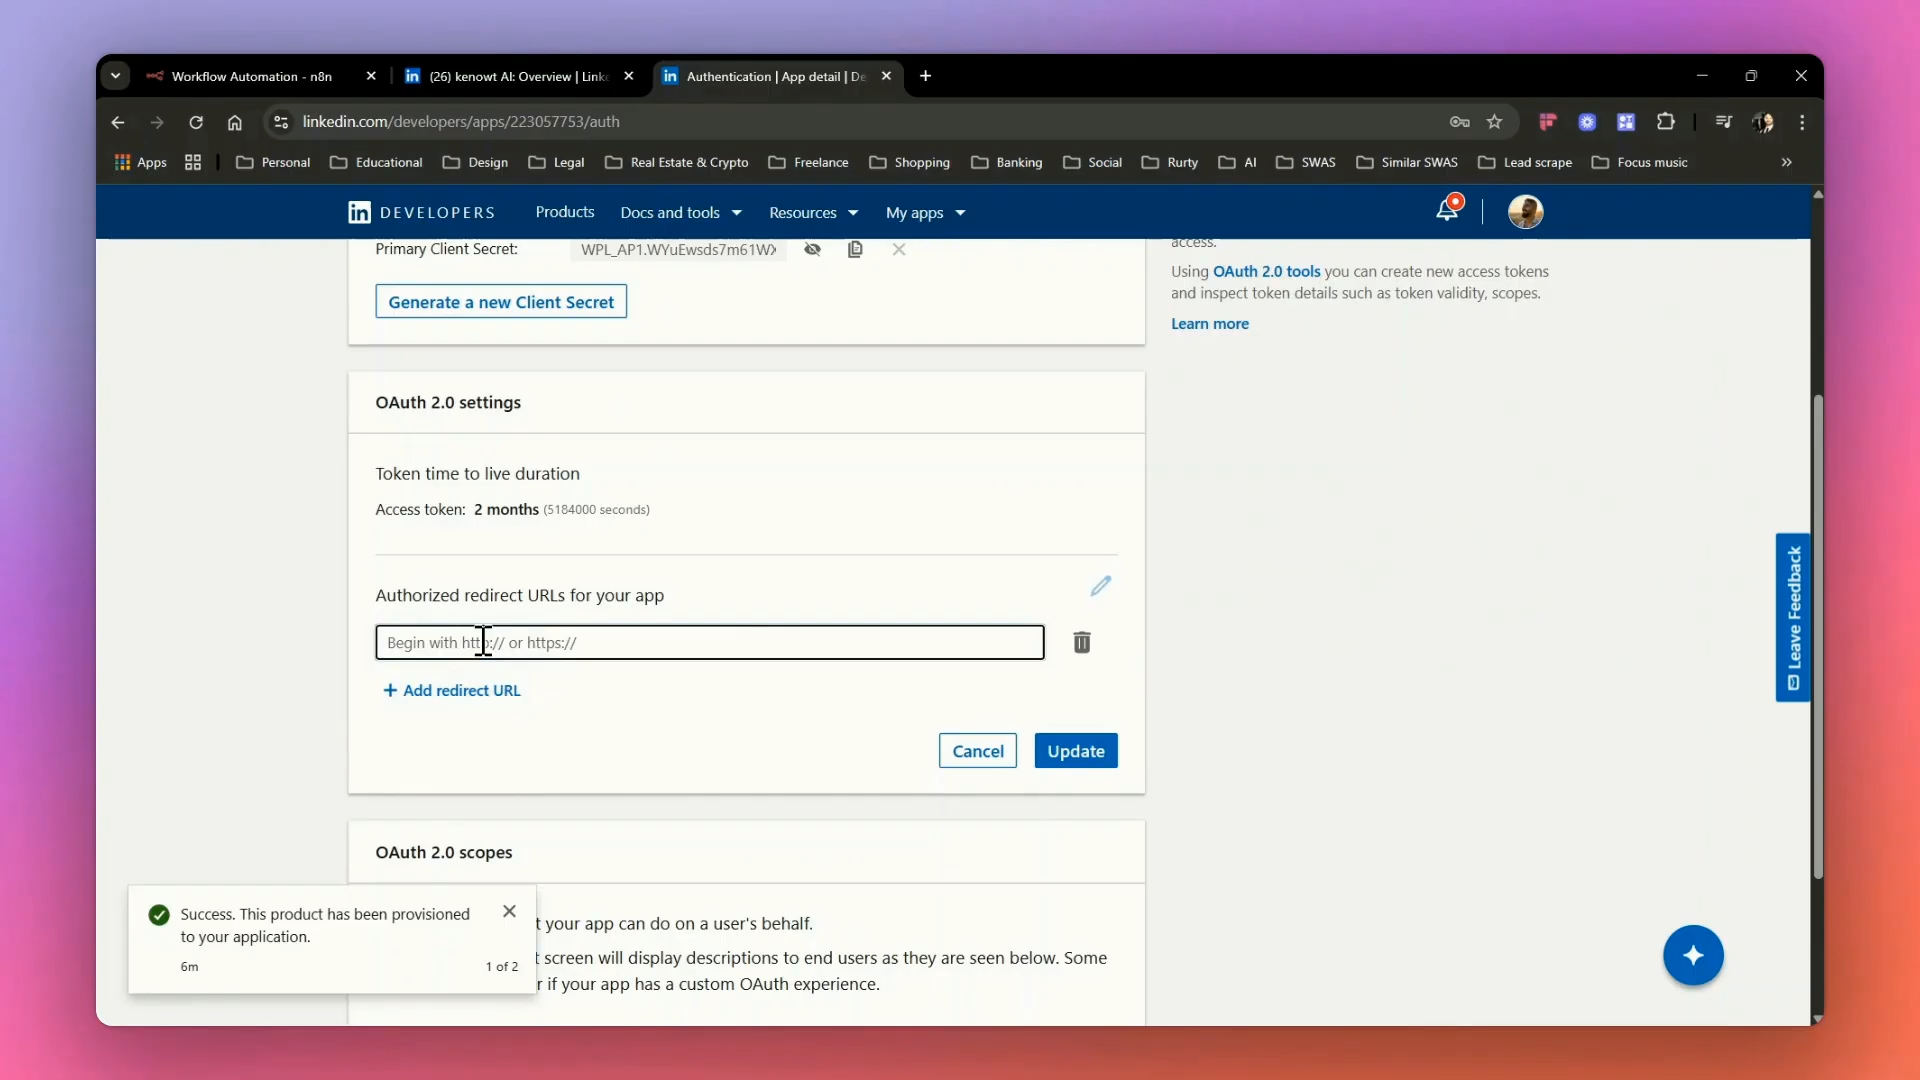 Workflow Automation - n8n
(26) kenowt AI: Overview | Linke
Authentication | App detail | De
linkedin.com/developers/apps/223057753/auth
Apps
Personal
Educational
Design
Legal
Real Estate & Crypto
Freelance
Shopping
Banking
Social
Rurty
AI
SWAS
Similar SWAS
Lead scrape
Focus music
»
in DEVELOPERS
Products
Docs and tools
Resources
My apps
Primary Client Secret:
WPL_AP1.WYuEwsds7m61WX
Generate a new Client Secret
access.
Using OAuth 2.0 tools you can create new access tokens
and inspect token details such as token validity, scopes.
Learn more
OAuth 2.0 settings
Token time to live duration
Access token: 2 months (5184000 seconds)
Authorized redirect URLs for your app
Begin with http:// or https://
+ Add redirect URL
Cancel
Update
Leave Feedback
OAuth 2.0 scopes
t your app can do on a user's behalf.
t screen will display descriptions to end users as they are seen below. Some
r if your app has a custom OAuth experience.
Success. This product has been provisioned
to your application.
6m
1 of 2